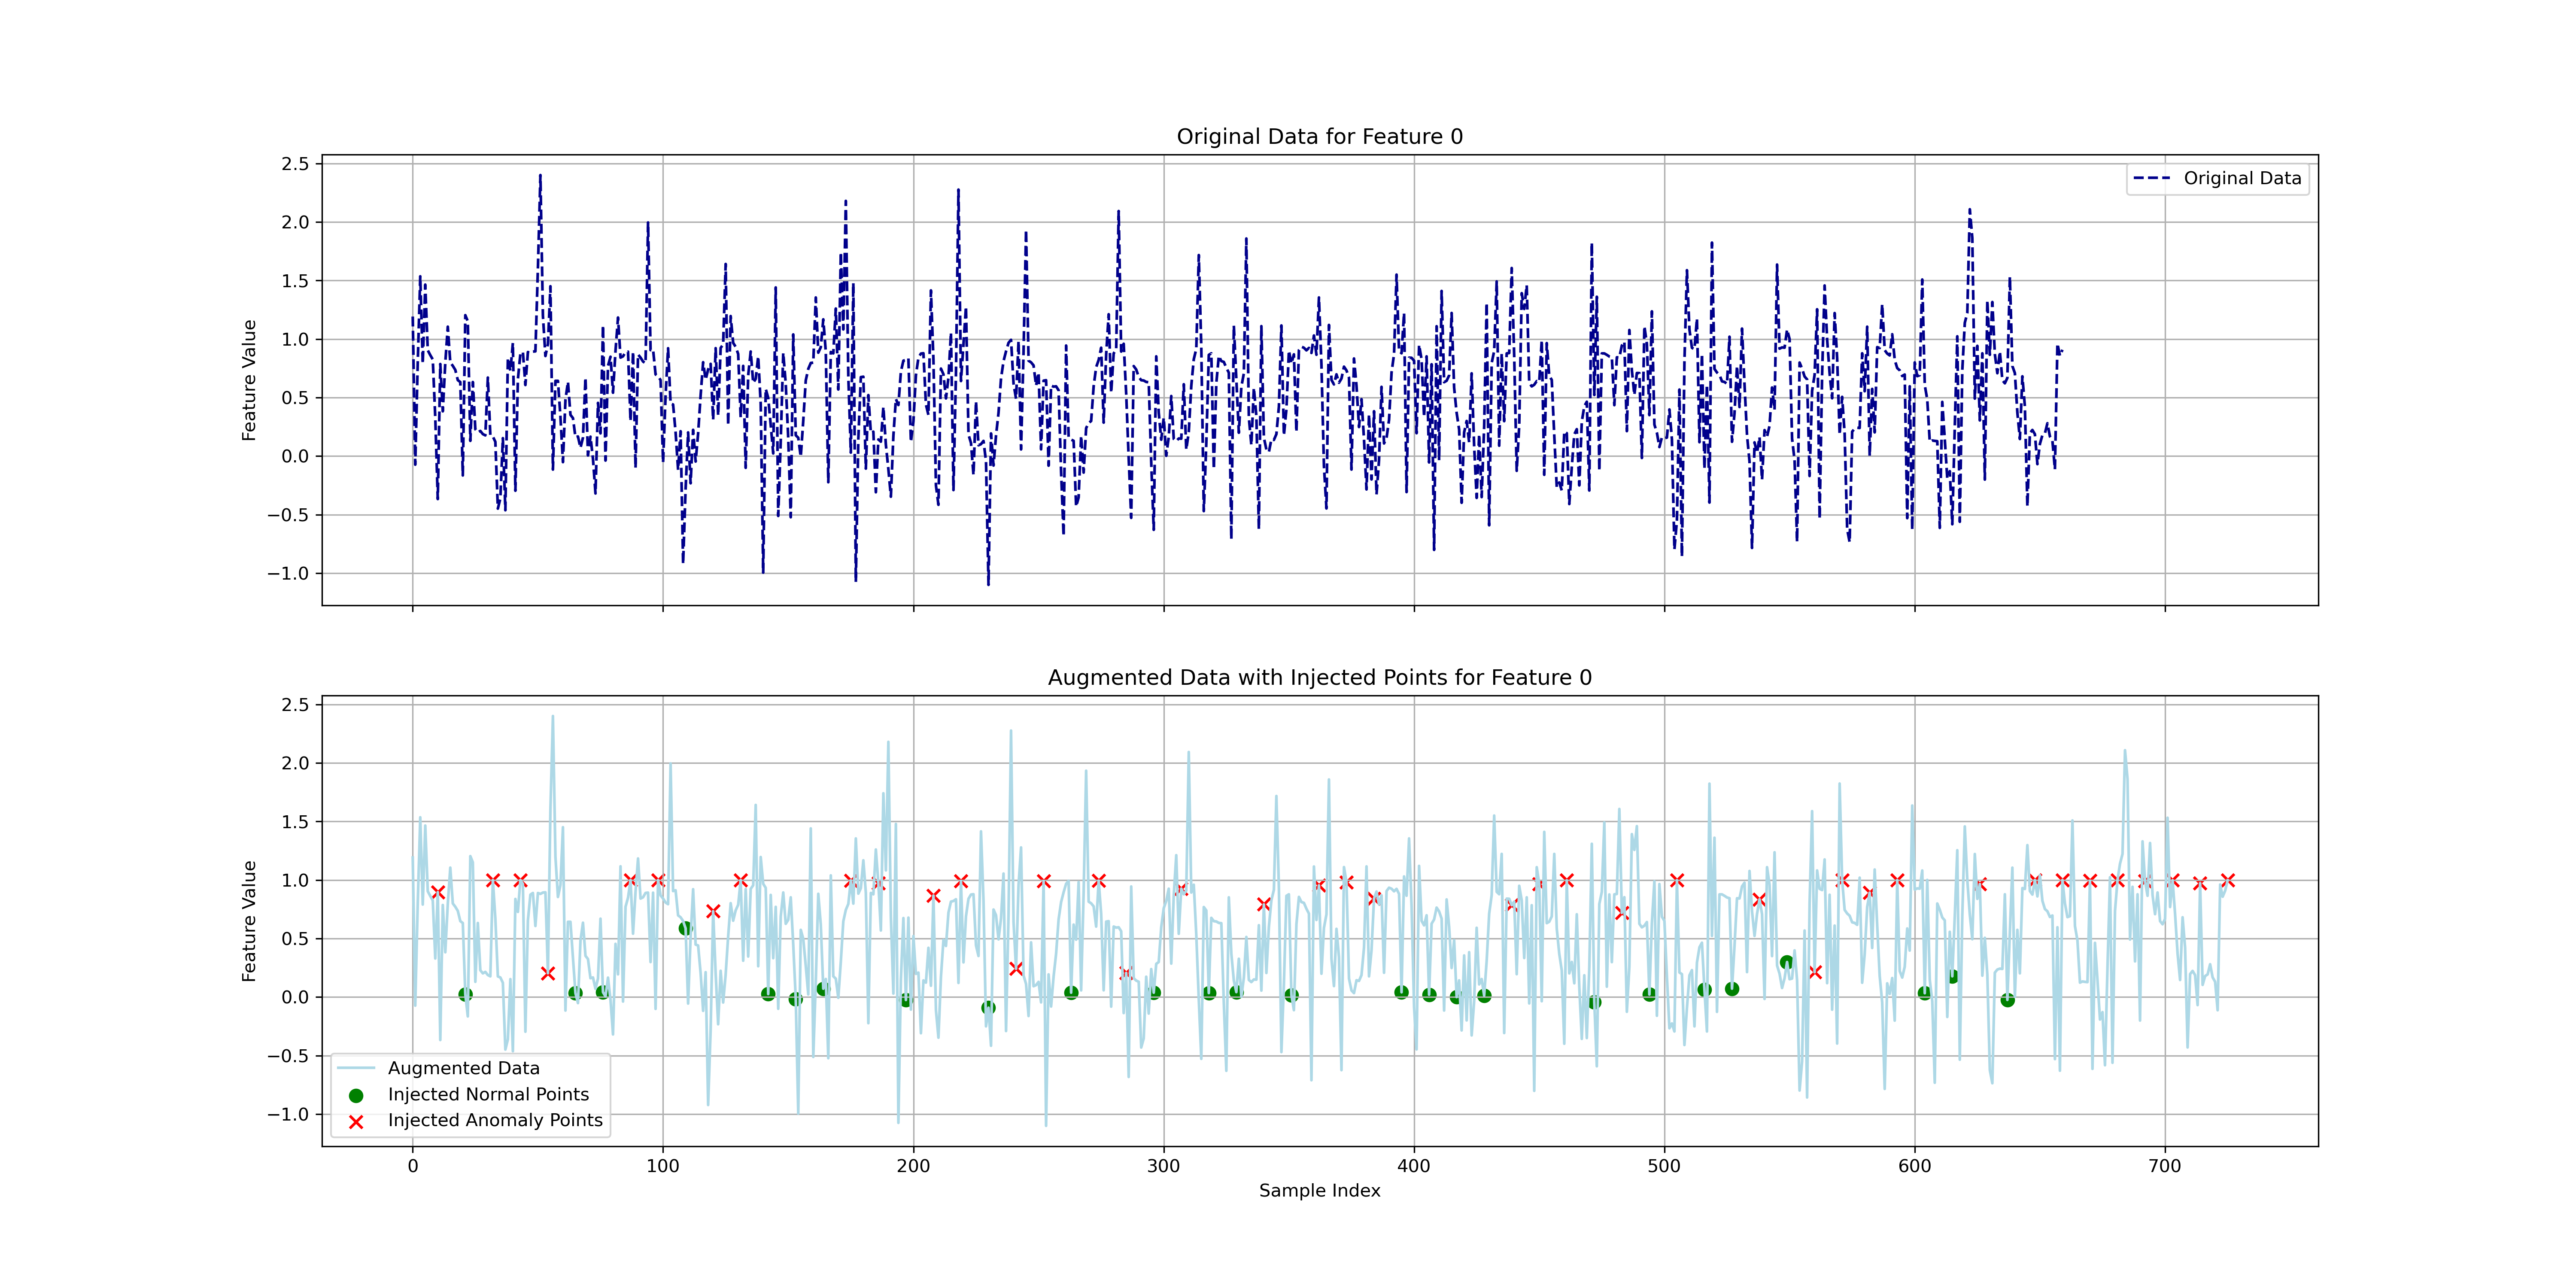 Original Data for Feature 0
2.5
2.0
1.5
1.0
0.5
0.0
−0.5
−1.0
Feature Value
Original Data
Augmented Data with Injected Points for Feature 0
2.5
2.0
1.5
1.0
0.5
0.0
−0.5
−1.0
Feature Value
Augmented Data
Injected Normal Points
Injected Anomaly Points
0 100 200 300 400 500 600 700
Sample Index